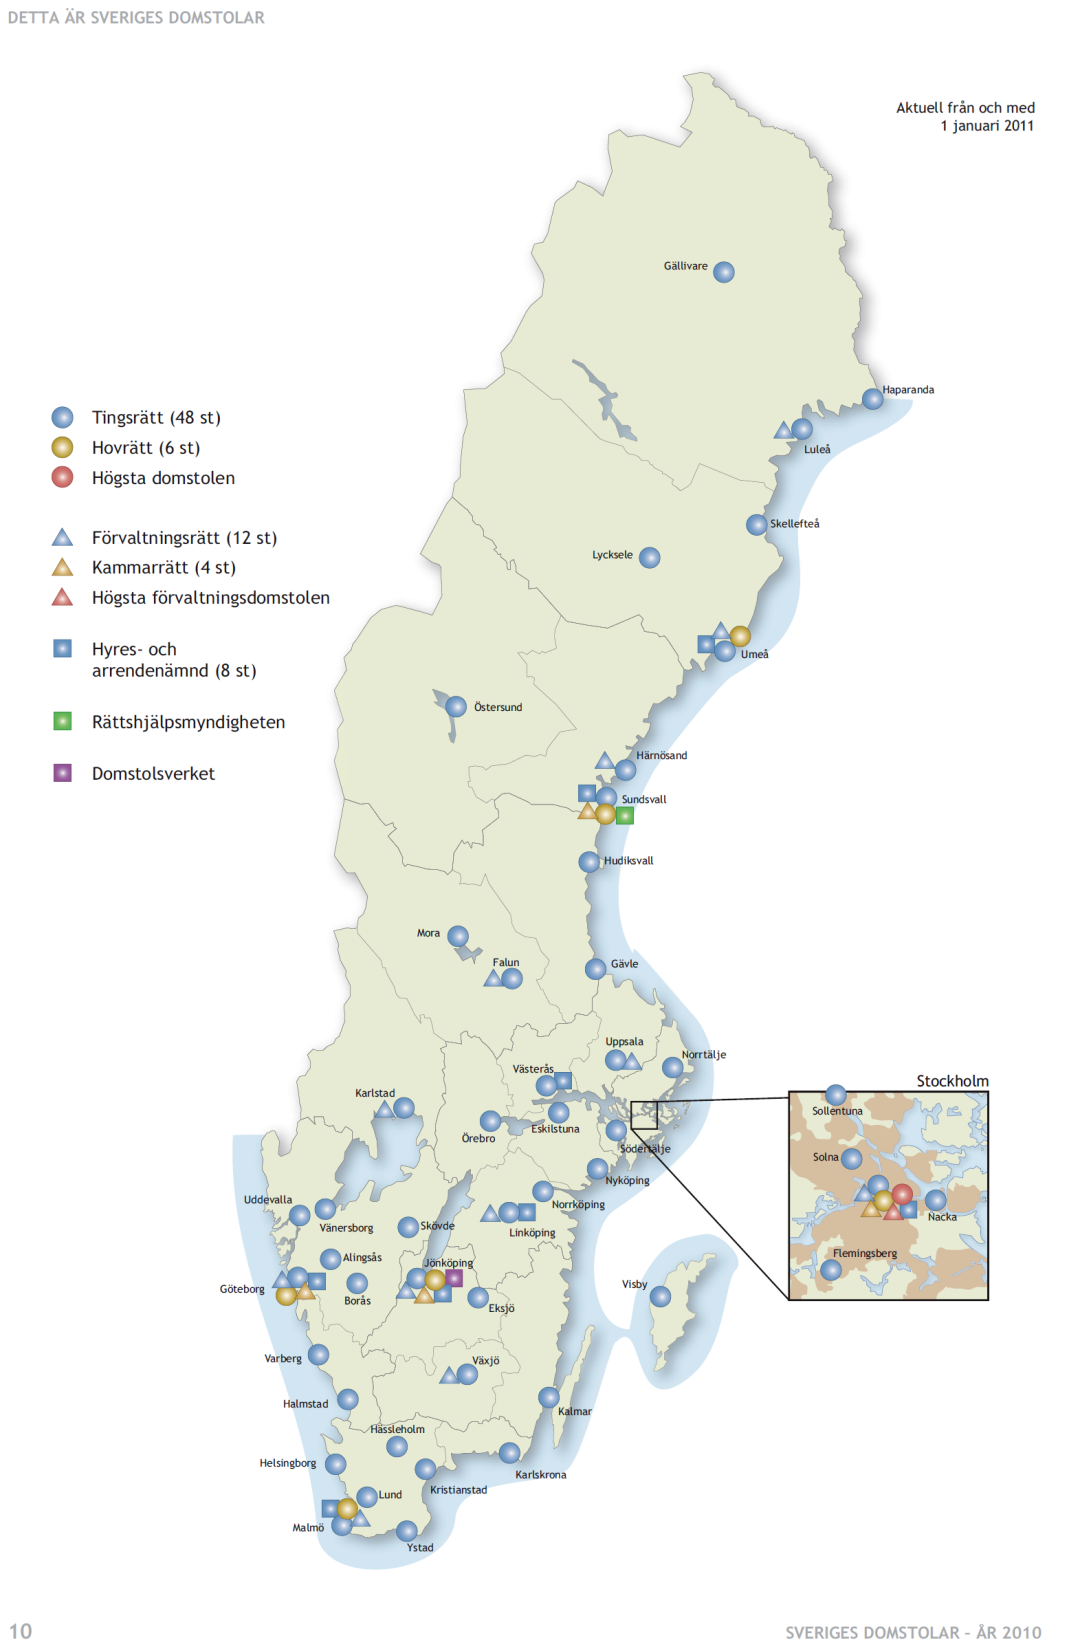 DETTA ÄR SVERIGES DOMSTOLAR
Aktuell från och med
1 januari 2011
Tingsrätt (48 st)
Hovrätt (6 st)
Högsta domstolen
Förvaltningsrätt (12 st)
Kammarrätt (4 st)
Högsta förvaltningsdomstolen
Hyres- och
arrendenämnd (8 st)
Rättshjälpsmyndigheten
Domstolsverket
Gällivare
Haparanda
Luleå
Skellefteå
Lycksele
Umeå
Östersund
Härnösand
Sundsvall
Hudiksvall
Mora
Falun
Gävle
Uppsala
Norrtälje
Västerås
Karlstad
Eskilstuna
Örebro
Södertälje
Nyköping
Norrköping
Uddevalla
Vänersborg
Skövde
Linköping
Alingsås
Jönköping
Göteborg
Borås
Eksjö
Visby
Varberg
Växjö
Halmstad
Kalmar
Hässleholm
Helsingborg
Karlskrona
Kristianstad
Lund
Malmö
Ystad
Stockholm
Sollentuna
Solna
Nacka
Flemingsberg
10
SVERIGES DOMSTOLAR – ÅR 2010